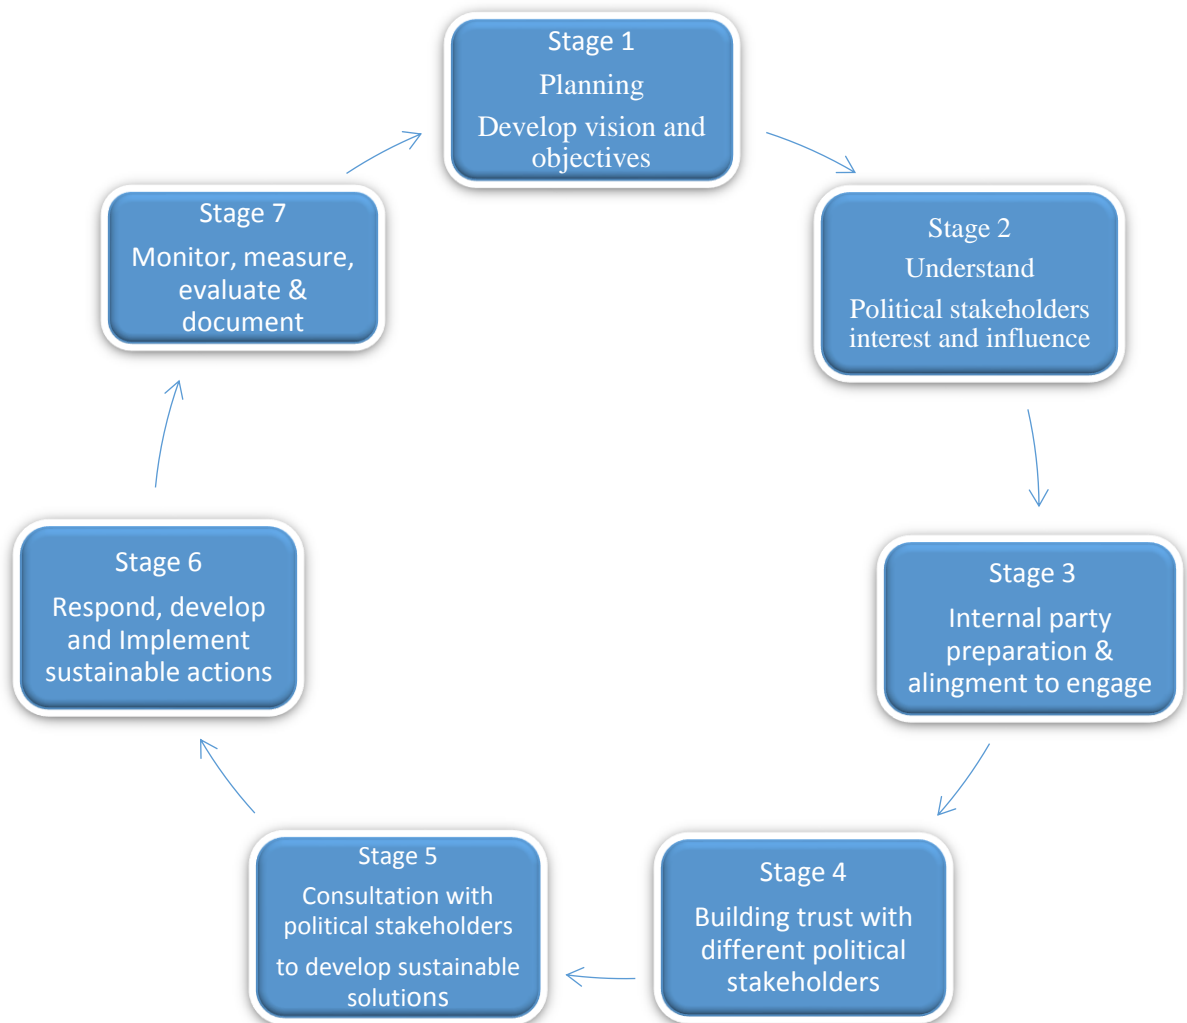 Stage 1
Planning
Develop vision and
objectives
Stage 2
Understand
Political stakeholders
interest and influence
Stage 3
Internal party
preparation &
alingment to engage
Stage 4
Building trust with
different political
stakeholders
Stage 5
Consultation with
political stakeholders
to develop sustainable
solutions
Stage 6
Respond, develop
and Implement
sustainable actions
Stage 7
Monitor, measure,
evaluate &
document